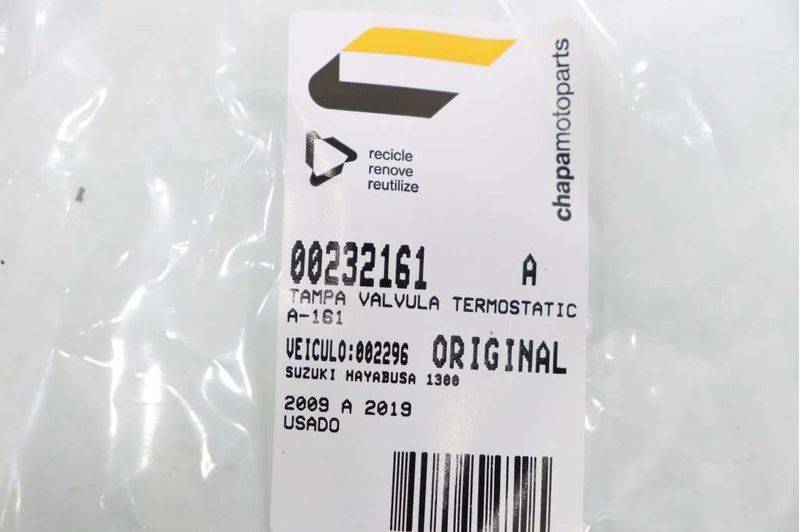 recicle
renove
reutilize
chapamotoparts
00232161 A
TAMPA VALVULA TERMOSTATIC
A-161
VEICULO:002296 ORIGINAL
SUZUKI HAYABUSA 1300
2009 A 2019
USADO